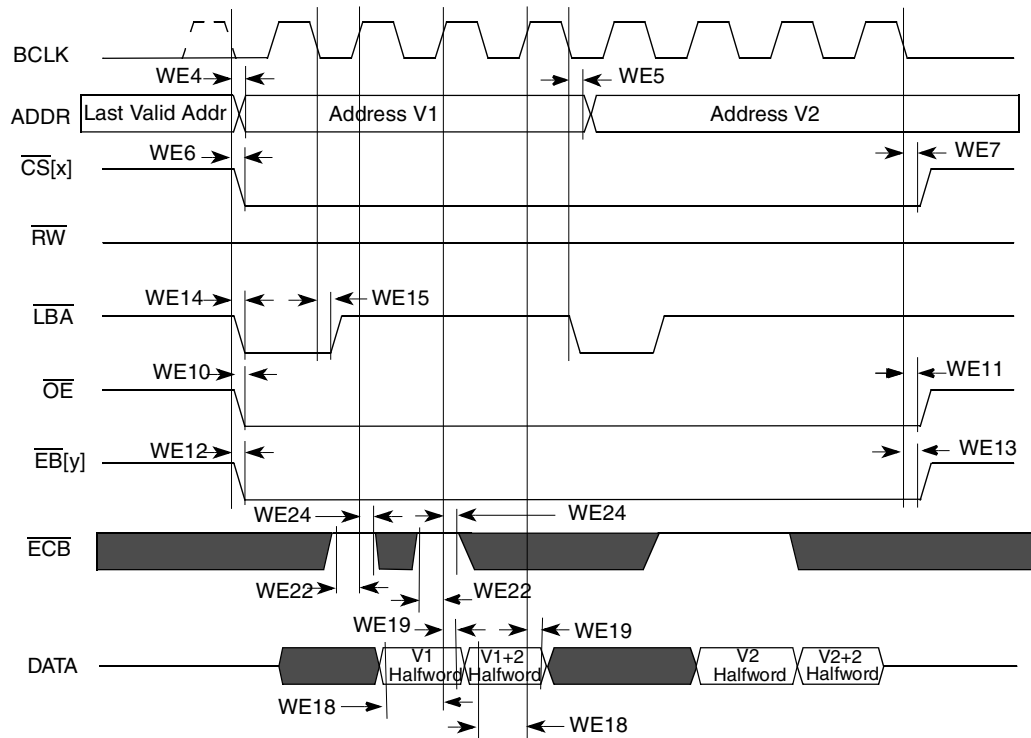 BCLK
WE4
WE5
ADDR
Last Valid Addr
Address V1
Address V2
WE6
WE7
CS[x]
RW
WE14
WE15
LBA
WE10
WE11
OE
WE12
WE13
EB[y]
WE24
WE24
ECB
WE22
WE22
WE19
WE19
DATA
V1
Halfword
V1+2
Halfword
V2
Halfword
V2+2
Halfword
WE18
WE18